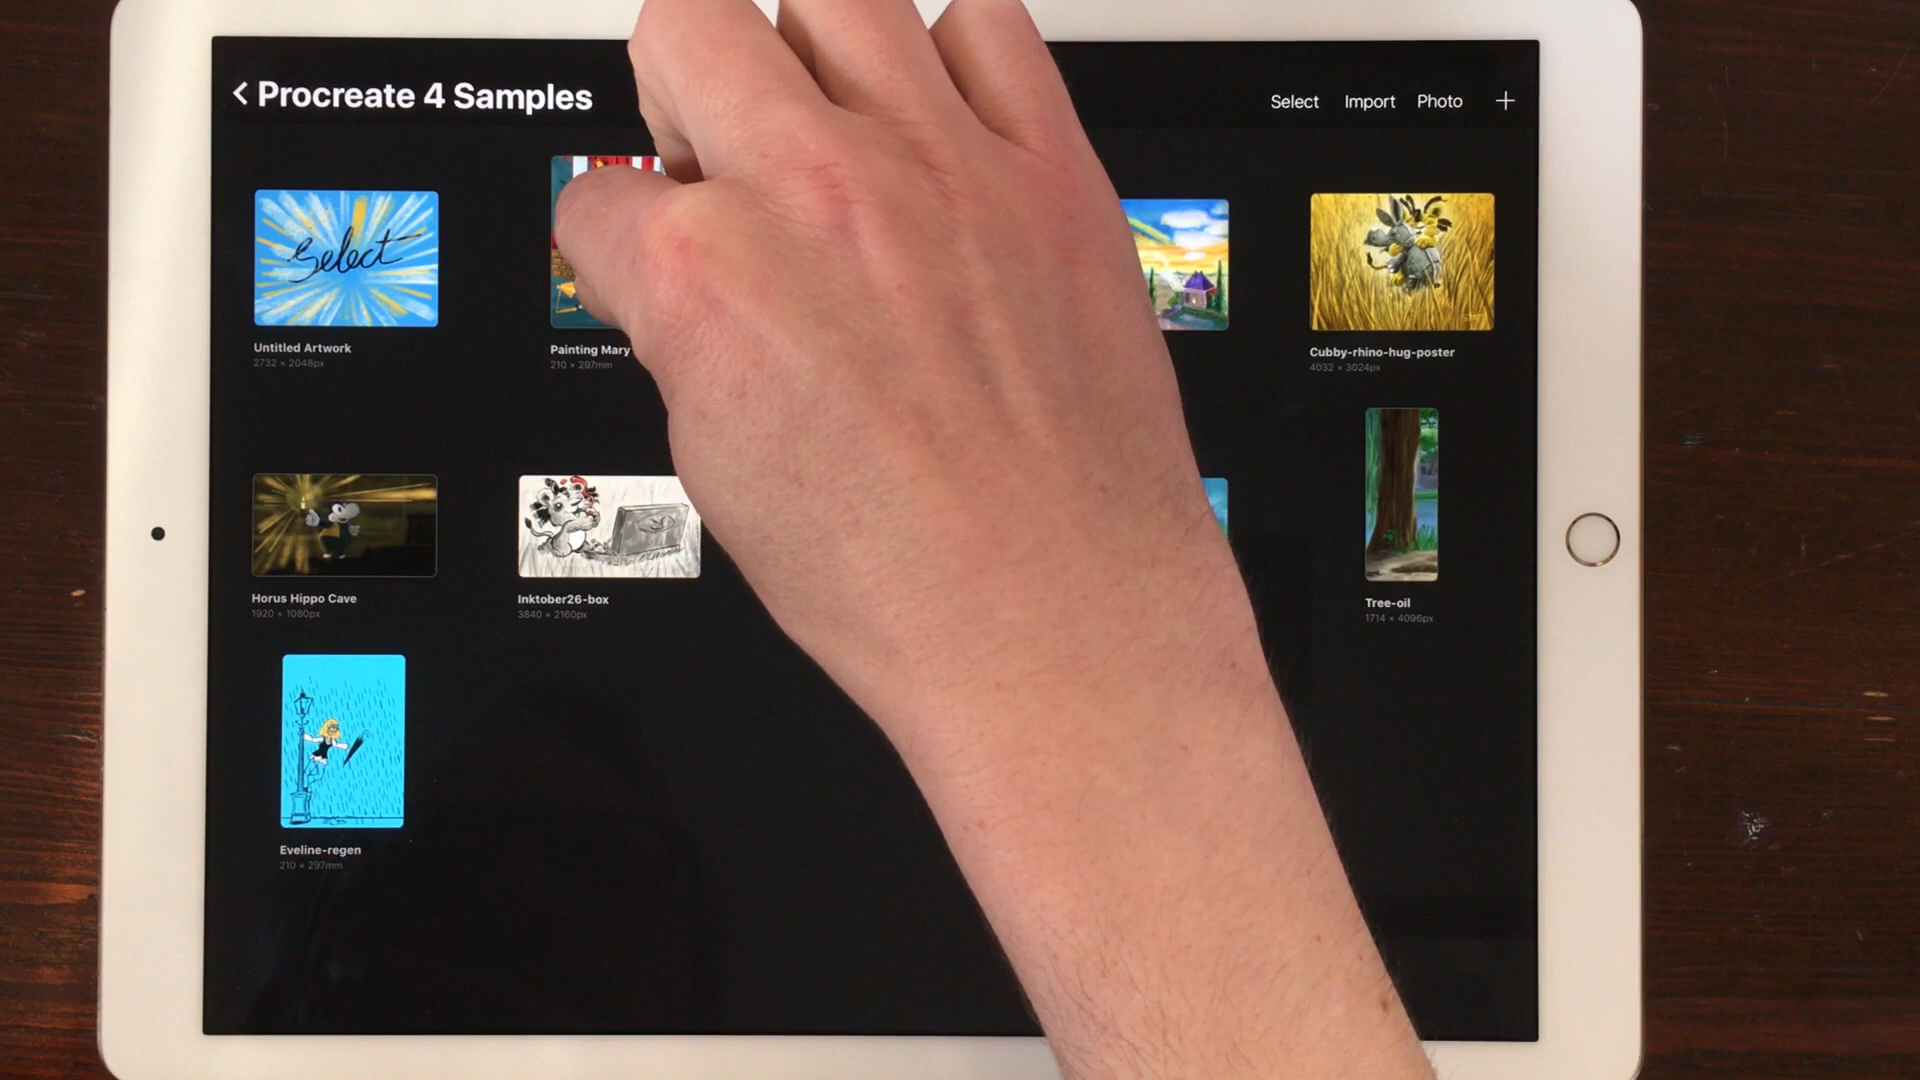 Procreate 4 Samples
Select Import Photo +
Select
Untitled Artwork
2732 × 2048px
Painting Mary
210 × 297mm
Cubby-rhino-hug-poster
4032 × 3024px
Horus Hippo Cave
1920 × 1080px
Inktober26-box
3840 × 2160px
Tree-oil
1714 × 4096px
Eveline-regen
210 × 297mm